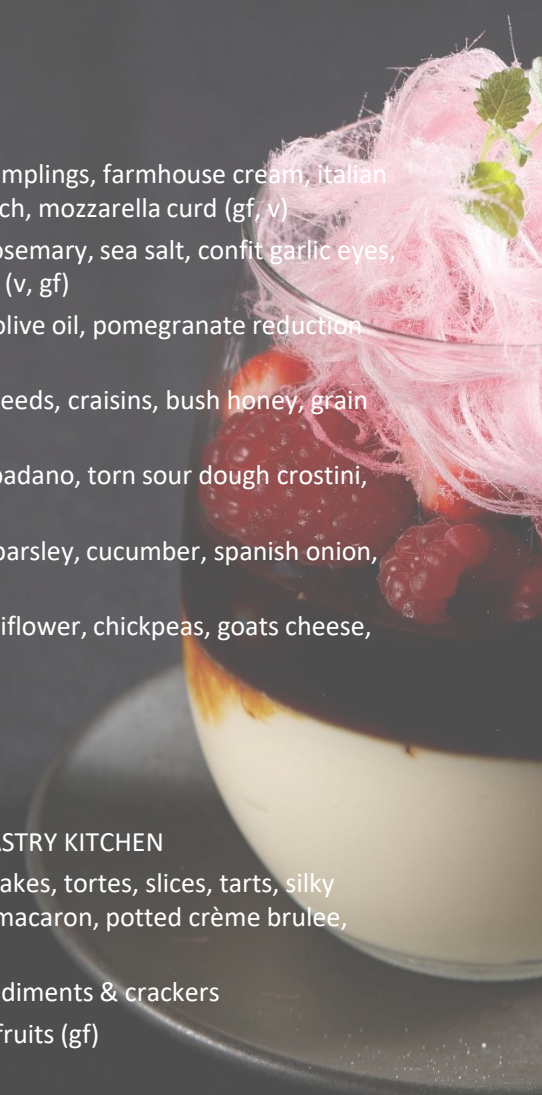 mplings, farmhouse cream, italian
ch, mozzarella curd (gf, v)
osemary, sea salt, confit garlic eyes,
(v, gf)
olive oil, pomegranate reduction
eeds, craisins, bush honey, grain
padano, torn sour dough crostini,
parsley, cucumber, spanish onion,
iflower, chickpeas, goats cheese,
ASTRY KITCHEN
akes, tortes, slices, tarts, silky
macaron, potted crème brulee,
diments & crackers
fruits (gf)